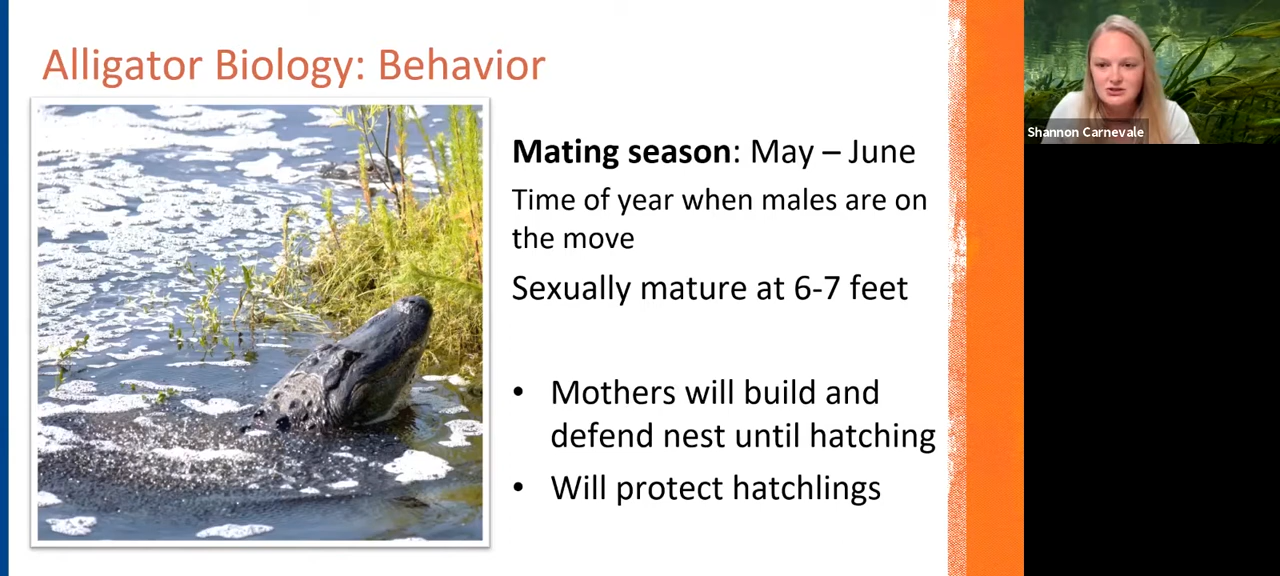 Alligator Biology: Behavior
Mating season: May – June
Time of year when males are on
the move
Sexually mature at 6-7 feet
• Mothers will build and
defend nest until hatching
• Will protect hatchlings
Shannon Carnevale